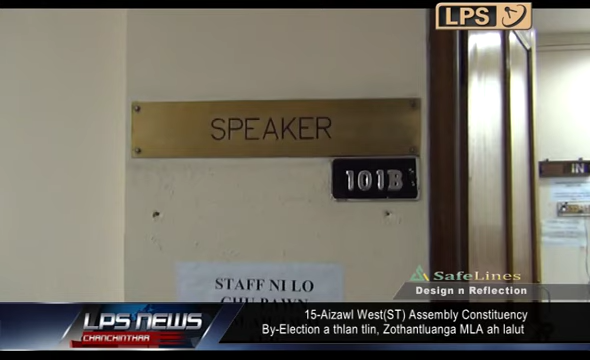 LPS
SPEAKER
101B
IN
STAFF NI LO
CHU PAWN
SafeLines
Design n Reflection
LPS NEWS
CHANCHINTHAR
15-Aizawl West(ST) Assembly Constituency
By-Election a thlan tlin, Zothantluanga MLA ah lalut